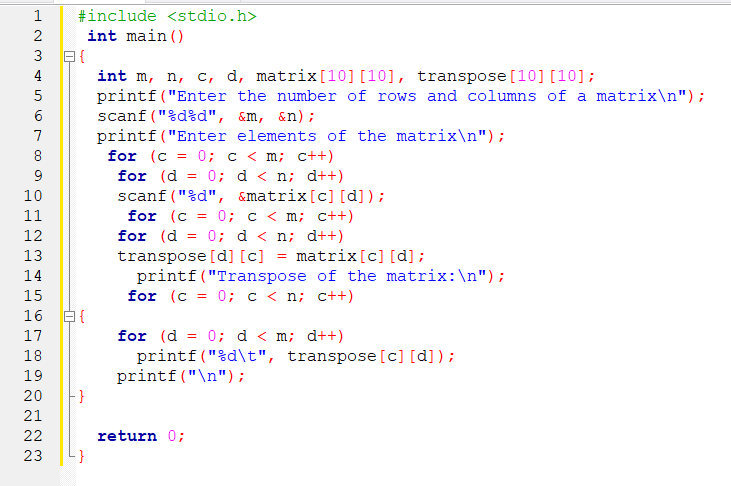 1 #include <stdio.h>
2 int main()
3 {
4 int m, n, c, d, matrix[10][10], transpose[10][10];
5 printf("Enter the number of rows and columns of a matrix\n");
6 scanf("%d%d", &m, &n);
7 printf("Enter elements of the matrix\n");
8 for (c = 0; c < m; c++)
9 for (d = 0; d < n; d++)
10 scanf("%d", &matrix[c][d]);
11 for (c = 0; c < m; c++)
12 for (d = 0; d < n; d++)
13 transpose[d][c] = matrix[c][d];
14 printf("Transpose of the matrix:\n");
15 for (c = 0; c < n; c++)
16 {
17 for (d = 0; d < m; d++)
18 printf("%d\t", transpose[c][d]);
19 printf("\n");
20 }
21
22 return 0;
23 }